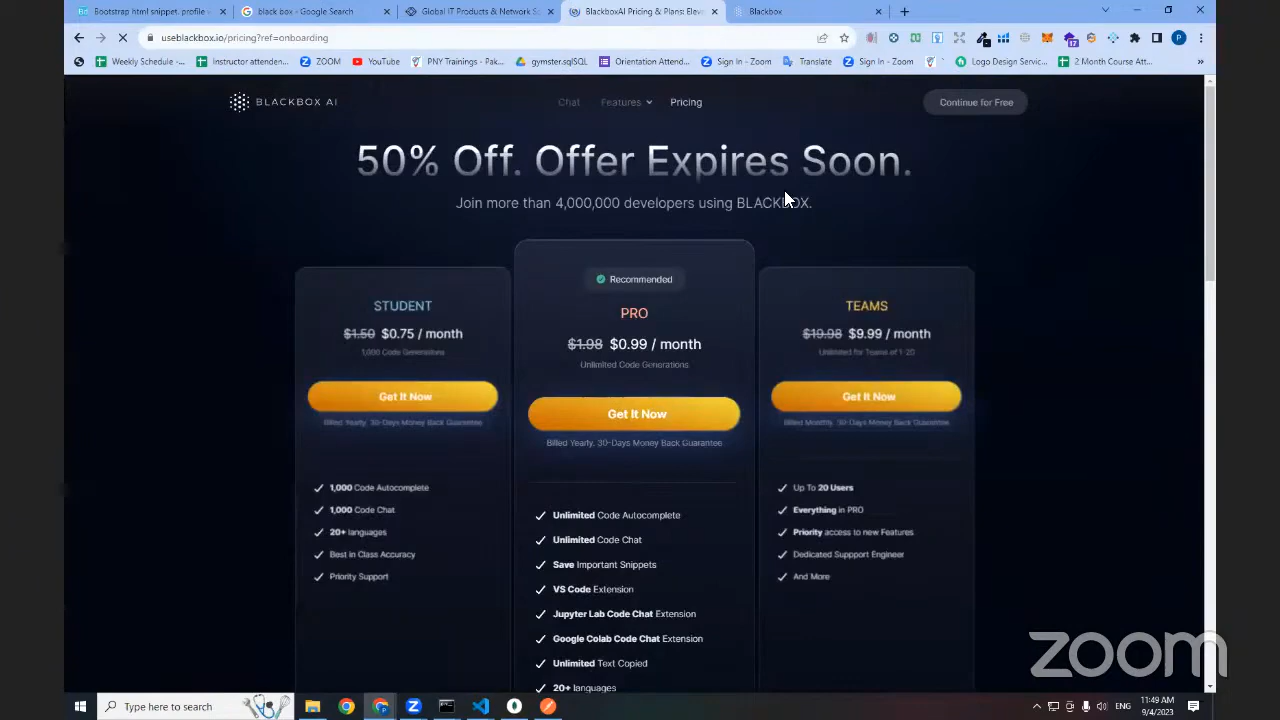 Bootstrap html snippet. profile
black box - Google Search
Global IT Products & Network So
BlackboxAI Pricing & Plans: Eleva
Blackbox
useblackbox.io/pricing?ref=onboarding
Weekly Schedule -
Instructor attenden...
ZOOM
YouTube
PNY Trainings - Pak...
gymster.sqlSQL
Orientation Attend...
Sign In - Zoom
Translate
Sign In - Zoom
Logo Design Servic...
2 Month Course Att...
»
17
P
BLACKBOX AI
Chat
Features
Pricing
Continue for Free
50% Off. Offer Expires Soon.
Join more than 4,000,000 developers using BLACKBOX.
STUDENT
$1.50 $0.75 / month
1,000 Code Generations
Get It Now
Billed Yearly. 30-Days Money Back Guarantee
1,000 Code Autocomplete
1,000 Code Chat
20+ languages
Best in Class Accuracy
Priority Support
Recommended
PRO
$1.98 $0.99 / month
Unlimited Code Generations
Get It Now
Billed Yearly. 30-Days Money Back Guarantee
Unlimited Code Autocomplete
Unlimited Code Chat
Save Important Snippets
VS Code Extension
Jupyter Lab Code Chat Extension
Google Colab Code Chat Extension
Unlimited Text Copied
20+ languages
TEAMS
$19.98 $9.99 / month
Unlimited for Teams of 1-20
Get It Now
Billed Monthly. 30-Days Money Back Guarantee
Up To 20 Users
Everything in PRO
Priority access to new Features
Dedicated Suppport Engineer
And More
zoom
Type here to search
ENG
11:49 AM
9/4/2023